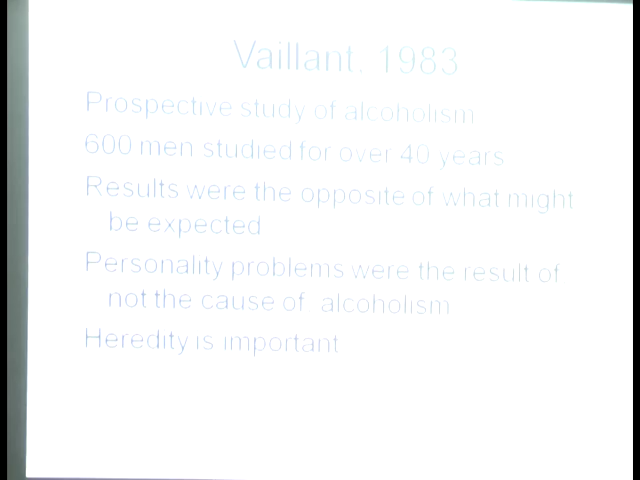 Vaillant. 1983
Prospective study of alcoholism
600 men studied for over 40 years
Results were the opposite of what might
be expected
Personality problems were the result of
not the cause of alcoholism
Heredity is important